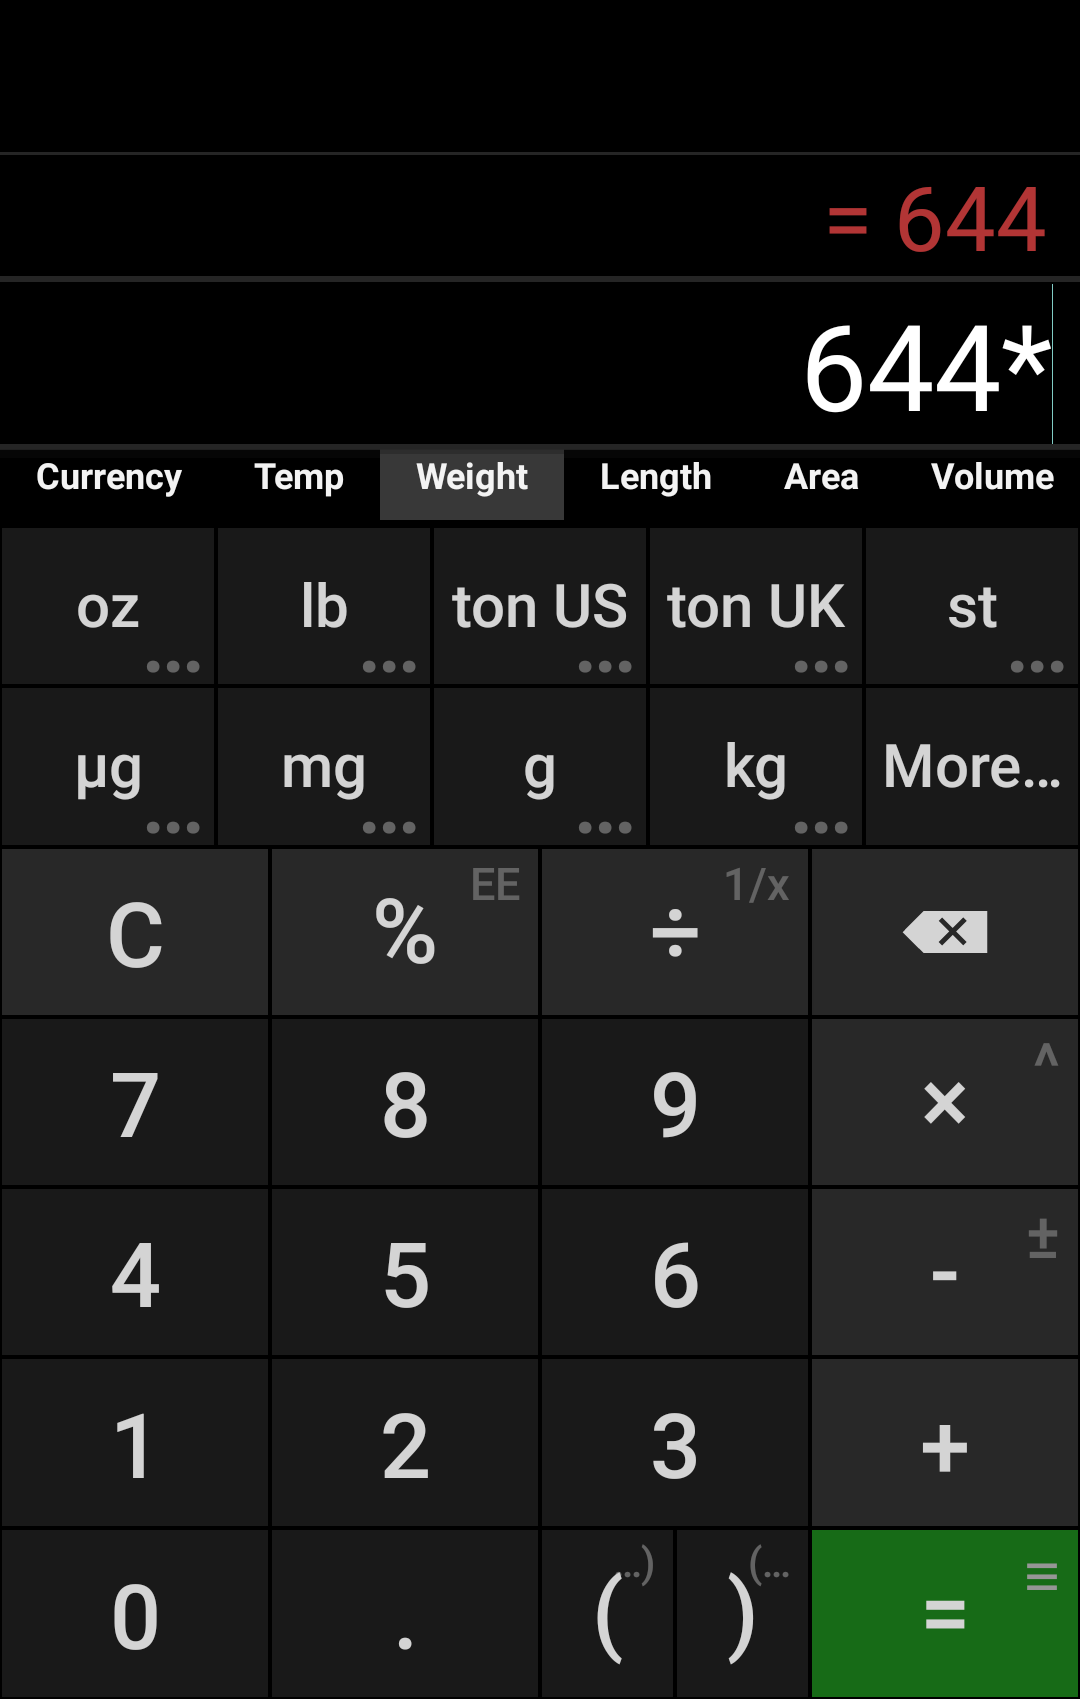 = 644
644*
Currency Temp Weight Length Area Volume
oz lb ton US ton UK st
µg mg g kg More...
C % EE ÷ 1/x
7 8 9 × ^
4 5 6 - ±
1 2 3 +
0 . ( ..) ) (... = ≡